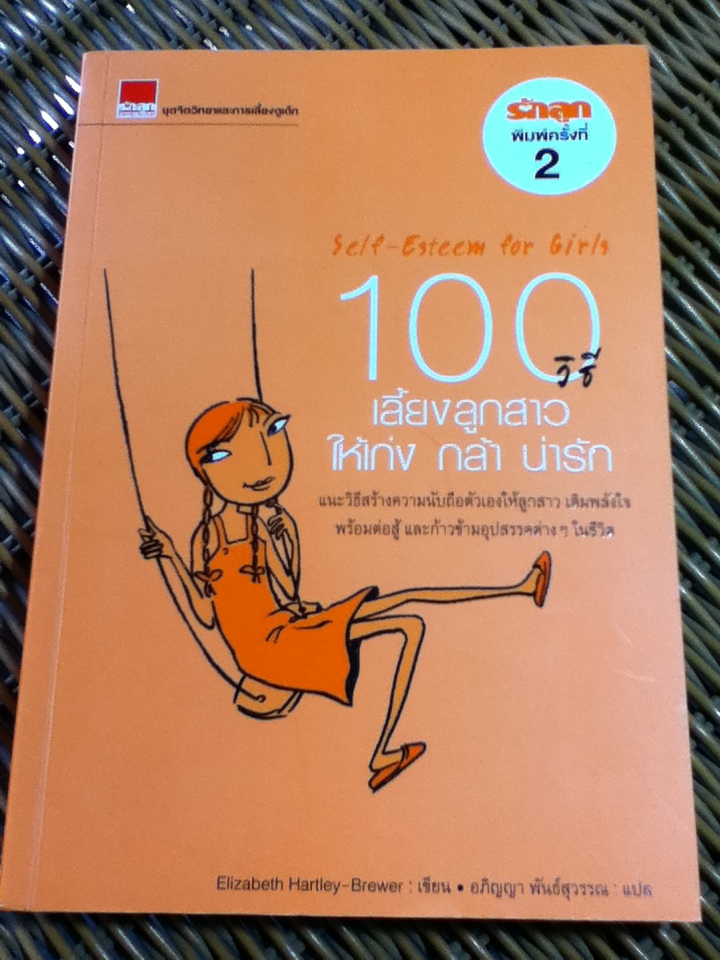 รักลูก
ชุดจิตวิทยาและการเลี้ยงดูเด็ก
รักลูก
พิมพ์ครั้งที่
2
Self-Esteem for Girls
100
วิธี
เลี้ยงลูกสาว
ให้เก่ง กล้า น่ารัก
แนะวิธีสร้างความนับถือตัวเองให้ลูกสาว เติมพลังใจ
พร้อมต่อสู้ และก้าวข้ามอุปสรรคต่าง ๆ ในชีวิต
Elizabeth Hartley-Brewer : เขียน • อภิญญา พันธ์สุวรรณ : แปล